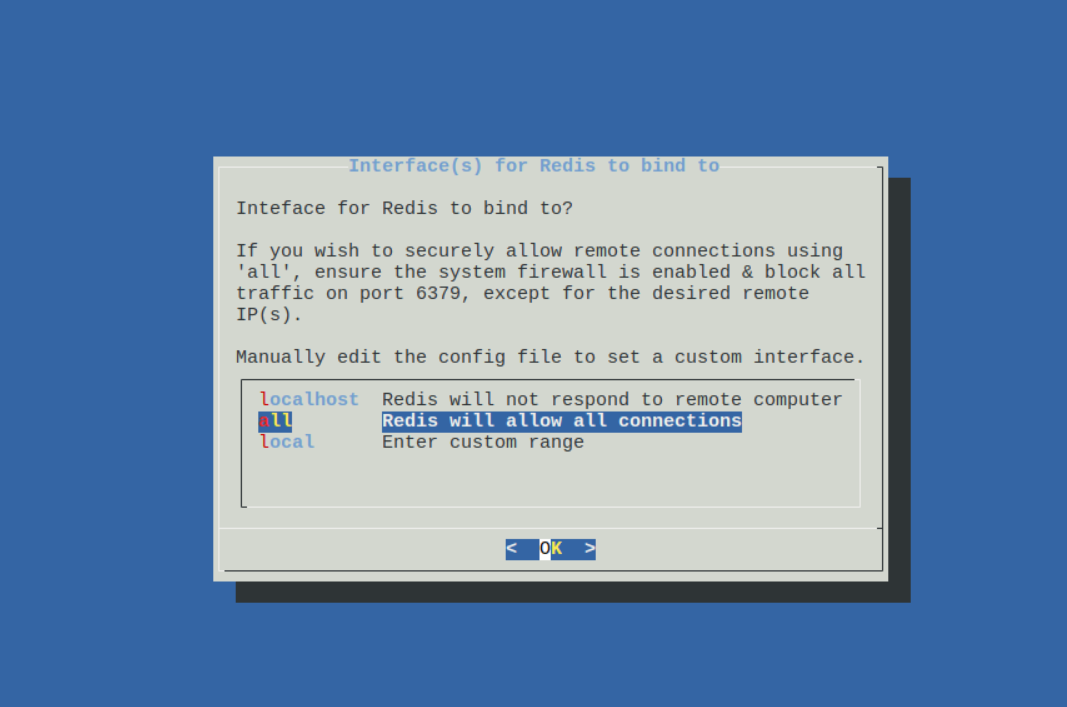 Interface(s) for Redis to bind to
Inteface for Redis to bind to?
If you wish to securely allow remote connections using
'all', ensure the system firewall is enabled & block all
traffic on port 6379, except for the desired remote
IP(s).
Manually edit the config file to set a custom interface.
localhost  Redis will not respond to remote computer
all  Redis will allow all connections
local  Enter custom range
<  OK  >